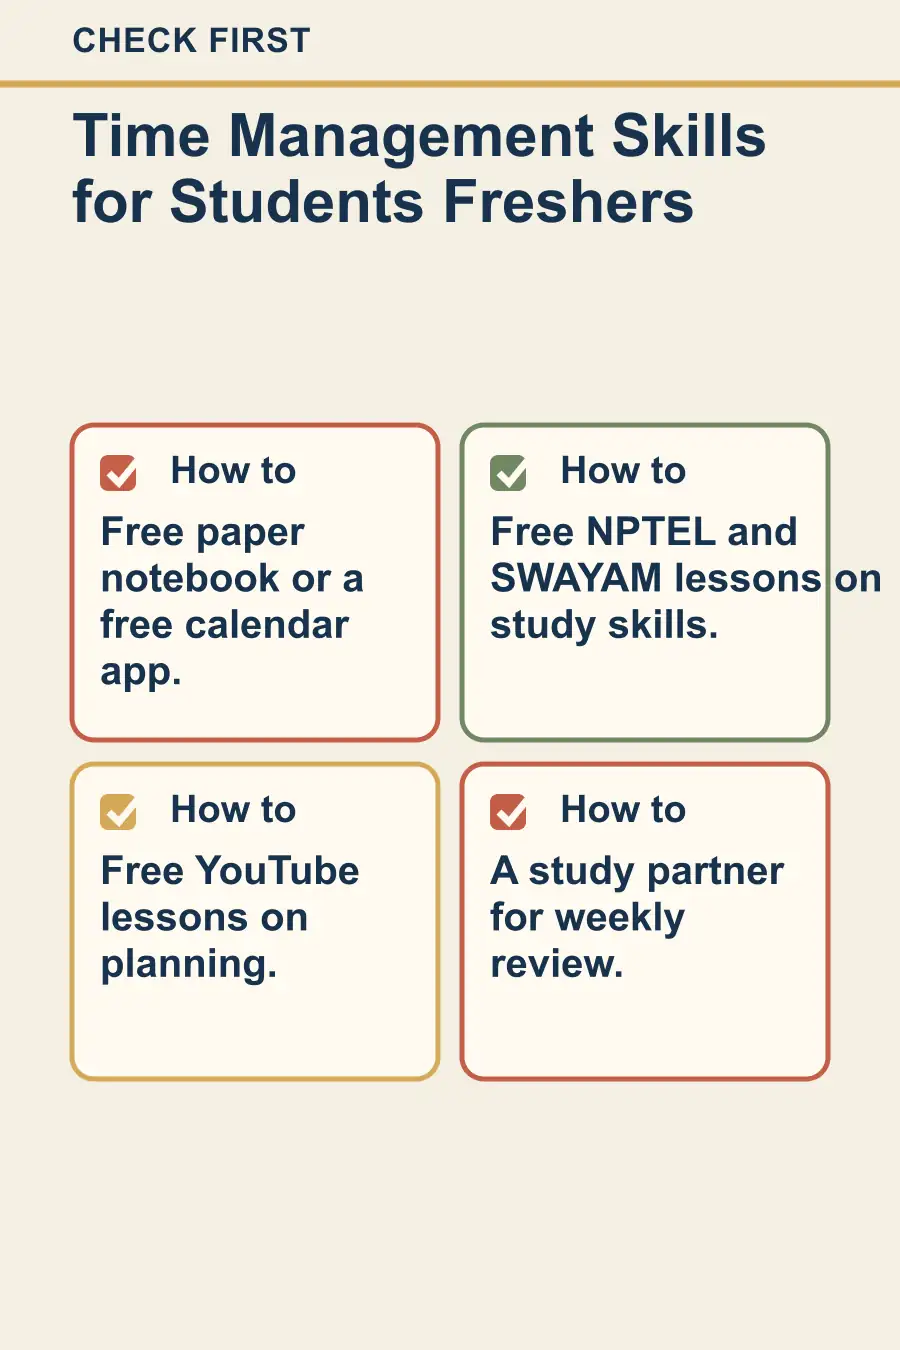 CHECK FIRST
Time Management Skills
for Students Freshers
How to
Free paper
notebook or a
free calendar
app.
How to
Free NPTEL and
SWAYAM lessons on
study skills.
How to
Free YouTube
lessons on
planning.
How to
A study partner
for weekly
review.